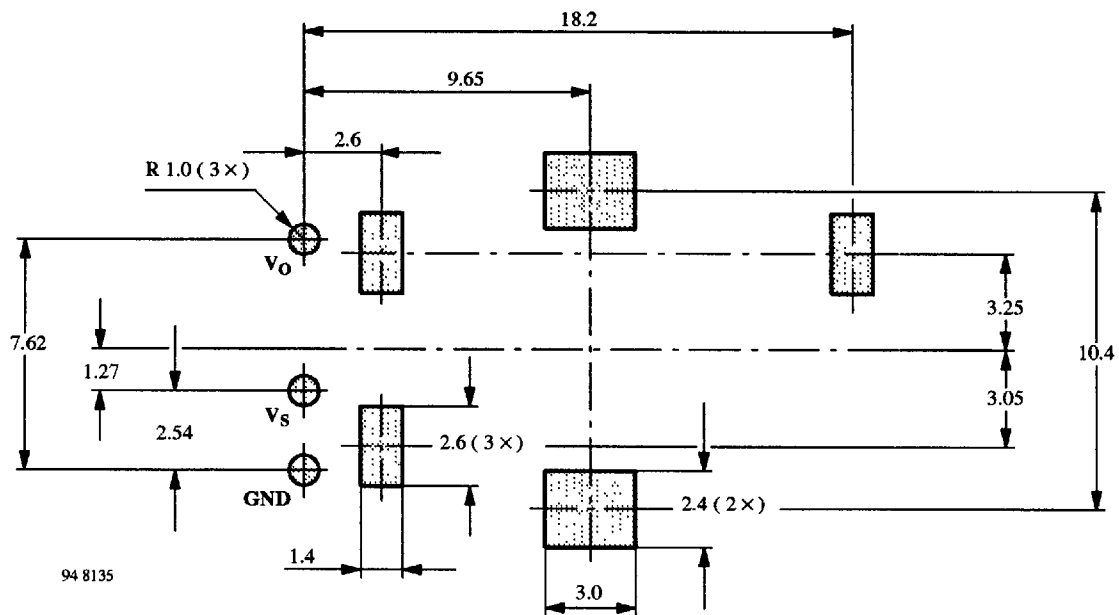 18.2
9.65
2.6
R 1.0 ( 3 × )
V_O
7.62
3.25
10.4
1.27
3.05
V_S
2.54
2.6 ( 3 × )
GND
2.4 ( 2 × )
1.4
3.0
94 8135